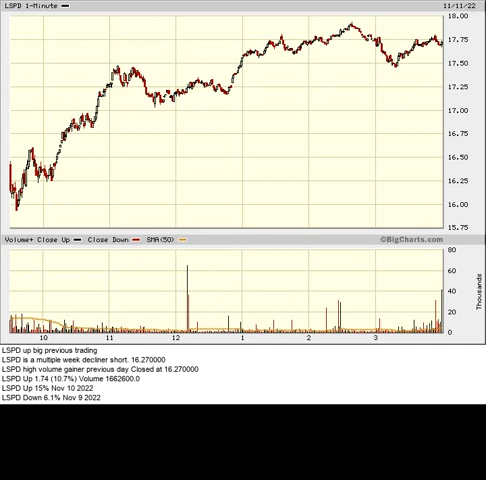 LSPD 1-Minute 11/11/22
18.00
17.75
17.50
17.25
17.00
16.75
16.50
16.25
16.00
15.75
Volume+ Close Up Close Down SMA(50) ©BigCharts.com
80
60
40
20
0
Thousands
10 11 12 1 2 3
LSPD up big previous trading
LSPD is a multiple week decliner short. 16.270000
LSPD high volume gainer previous day Closed at 16.270000
LSPD Up 1.74 (10.7%) Volume 1662600.0
LSPD Up 15% Nov 10 2022
LSPD Down 6.1% Nov 9 2022